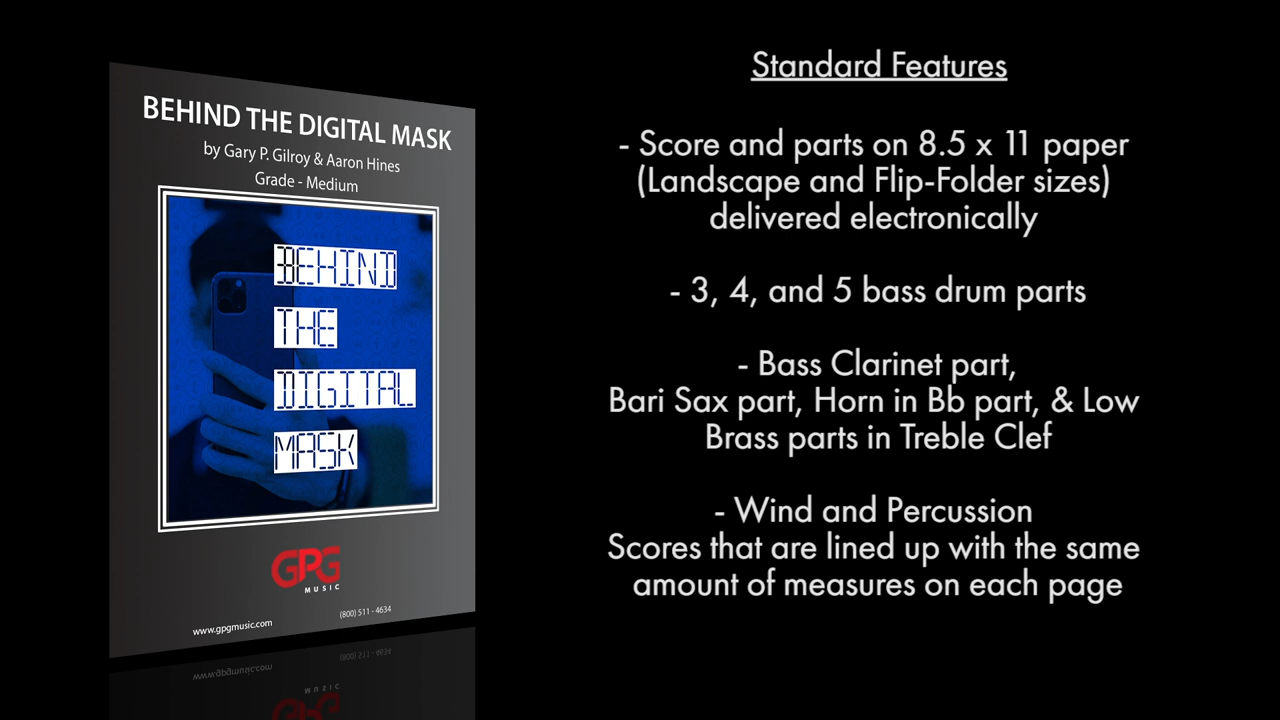 BEHIND THE DIGITAL MASK
by Gary P. Gilroy & Aaron Hines
Grade - Medium
BEHIND
THE
DIGITAL
MASK
GPG
MUSIC
www.gpgmusic.com
(800) 511 - 4634
Standard Features
- Score and parts on 8.5 x 11 paper
(Landscape and Flip-Folder sizes)
delivered electronically
- 3, 4, and 5 bass drum parts
- Bass Clarinet part,
Bari Sax part, Horn in Bb part, & Low
Brass parts in Treble Clef
- Wind and Percussion
Scores that are lined up with the same
amount of measures on each page